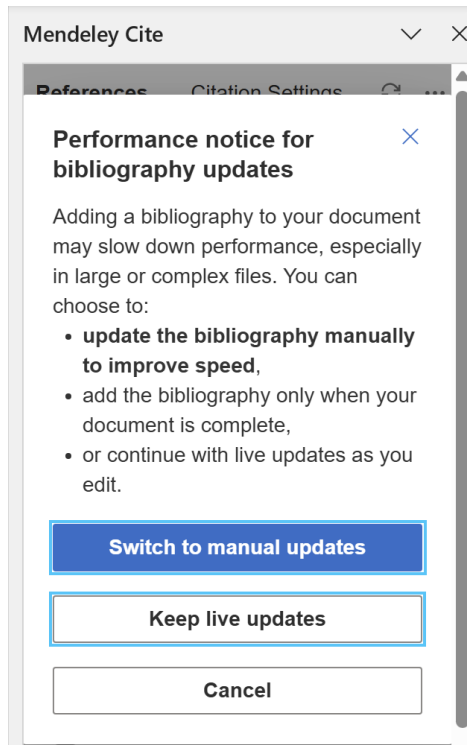 Mendeley Cite
References Citation Settings
Performance notice for
bibliography updates
Adding a bibliography to your document
may slow down performance, especially
in large or complex files. You can
choose to:
• update the bibliography manually
to improve speed,
• add the bibliography only when your
document is complete,
• or continue with live updates as you
edit.
Switch to manual updates
Keep live updates
Cancel